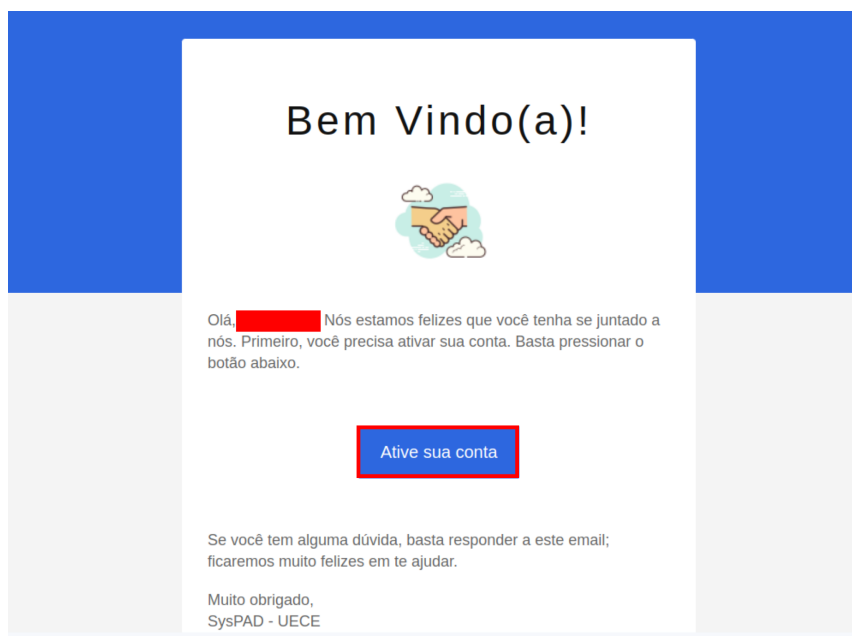 Bem Vindo(a)!
Olá, Nós estamos felizes que você tenha se juntado a
nós. Primeiro, você precisa ativar sua conta. Basta pressionar o
botão abaixo.
Ative sua conta
Se você tem alguma dúvida, basta responder a este email;
ficaremos muito felizes em te ajudar.
Muito obrigado,
SysPAD - UECE